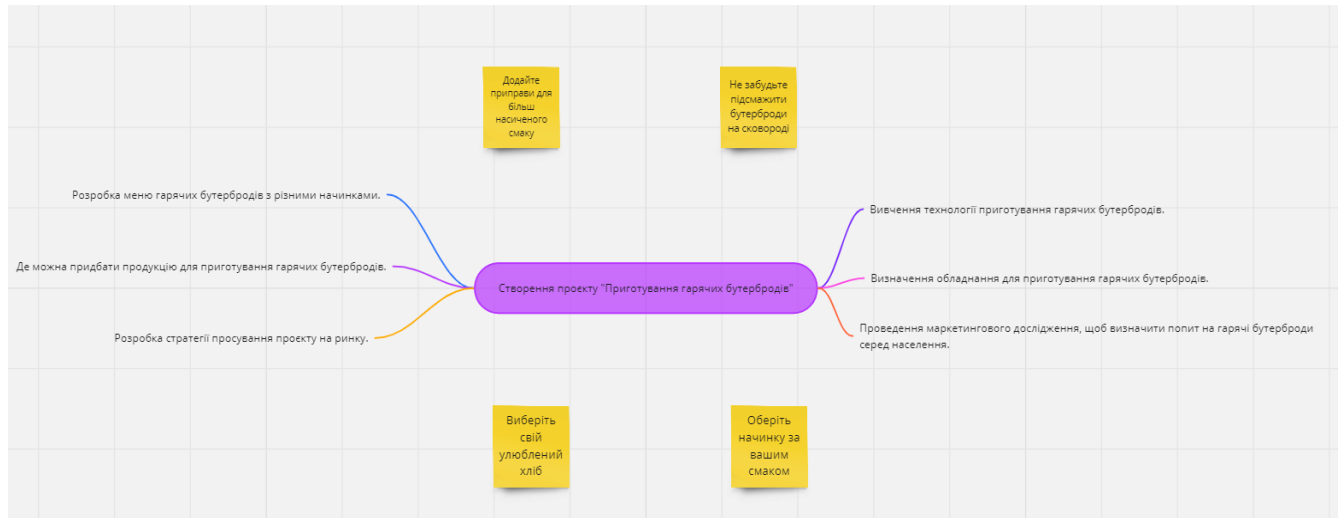 Додайте
приправи для
більш
насиченого
смаку
Не забудьте
підсмажити
бутерброди
на сковороді
Розробка меню гарячих бутербродів з різними начинками.
Де можна придбати продукцію для приготування гарячих бутербродів.
Розробка стратегії просування проєкту на ринку.
Створення проєкту "Приготування гарячих бутербродів"
Вивчення технології приготування гарячих бутербродів.
Визначення обладнання для приготування гарячих бутербродів.
Проведення маркетингового дослідження, щоб визначити попит на гарячі бутерброди
серед населення.
Виберіть
свій
улюблений
хліб
Оберіть
начинку за
вашим
смаком